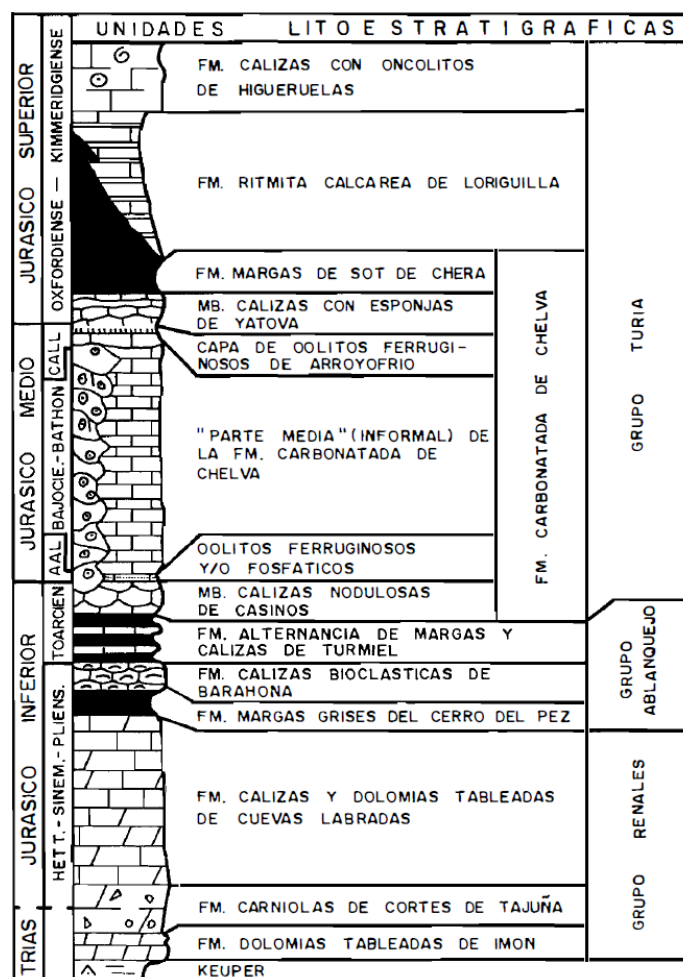 UNIDADES LITOESTRATIGRAFICAS
JURASICO SUPERIOR
OXFORDIENSE — KIMMERIDGIENSE
FM. CALIZAS CON ONCOLITOS
DE HIGUERUELAS
FM. RITMITA CALCAREA DE LORIGUILLA
FM. MARGAS DE SOT DE CHERA
MB. CALIZAS CON ESPONJAS
DE YATOVA
JURASICO MEDIO
CALL
BAJOCIE.-BATHON
AAL
CAPA DE OOLITOS FERRUGI-
NOSOS DE ARROYOFRIO
"PARTE MEDIA" (INFORMAL) DE
LA FM. CARBONATADA DE
CHELVA
OOLITOS FERRUGINOSOS
Y/O FOSFATICOS
JURASICO INFERIOR
TOARCIEN
HETT.-SINEM.-PLIENS.
MB. CALIZAS NODULOSAS
DE CASINOS
FM. ALTERNANCIA DE MARGAS Y
CALIZAS DE TURMIEL
FM. CALIZAS BIOCLASTICAS DE
BARAHONA
FM. MARGAS GRISES DEL CERRO DEL PEZ
FM. CALIZAS Y DOLOMIAS TABLEADAS
DE CUEVAS LABRADAS
FM. CARNIOLAS DE CORTES DE TAJUÑA
TRIAS
FM. DOLOMIAS TABLEADAS DE IMON
KEUPER
FM. CARBONATADA DE CHELVA
GRUPO TURIA
GRUPO
ABLANQUEJO
GRUPO RENALES